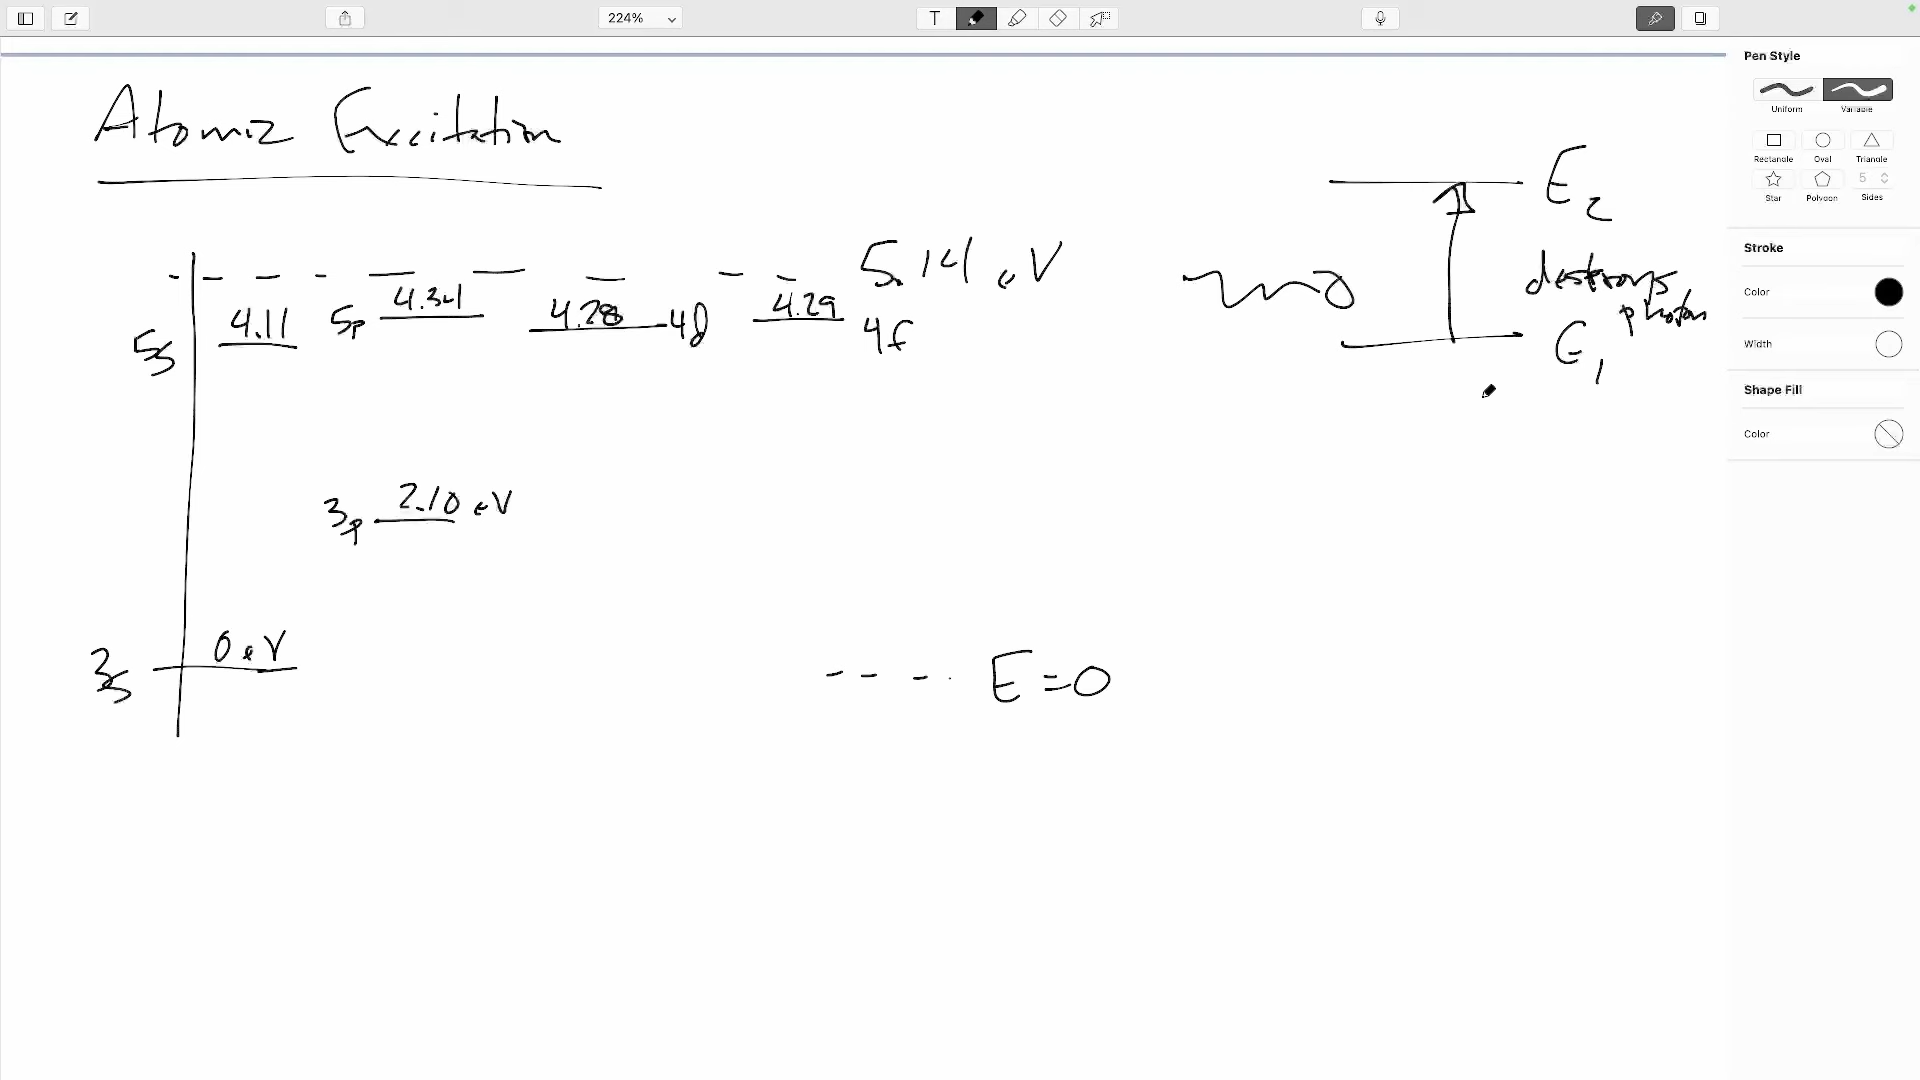 224%
T
Pen Style
Uniform
Variable
Rectangle Oval Triangle
5
Star Polygon Sides
Stroke
Color
Width
Shape Fill
Color
Atomic Excitation
E2
5.14 eV
destroys
photon
4.11 5p 4.34 4.28 4d 4.29 4f
5s
E1
3p 2.10 eV
0 eV
3s
E=0